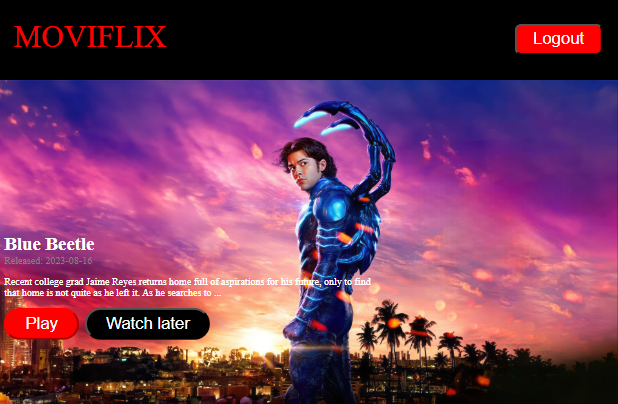 MOVIFLIX
Logout
Blue Beetle
Released: 2023-08-16
Recent college grad Jaime Reyes returns home full of aspirations for his future, only to find
that home is not quite as he left it. As he searches to ...
Play
Watch later